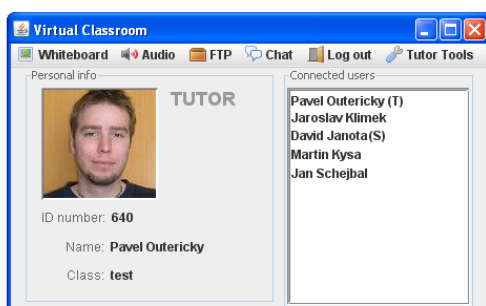 Virtual Classroom
Whiteboard Audio FTP Chat Log out Tutor Tools
Personal info
TUTOR
ID number: 640
Name: Pavel Outericky
Class: test
Connected users
Pavel Outericky (T)
Jaroslav Klimek
David Janota(S)
Martin Kysa
Jan Schejbal